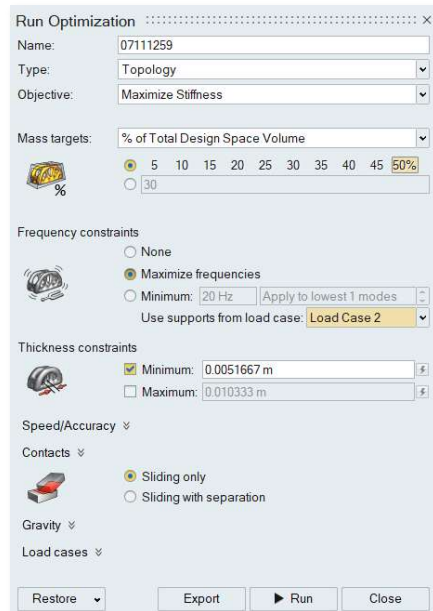 Run Optimization
Name: 07111259
Type: Topology
Objective: Maximize Stiffness
Mass targets: % of Total Design Space Volume
5 10 15 20 25 30 35 40 45 50%
30
%
Frequency constraints
None
Maximize frequencies
Minimum: 20 Hz Apply to lowest 1 modes
Use supports from load case: Load Case 2
Thickness constraints
Minimum: 0.0051667 m
Maximum: 0.010333 m
Speed/Accuracy
Contacts
Sliding only
Sliding with separation
Gravity
Load cases
Restore Export Run Close